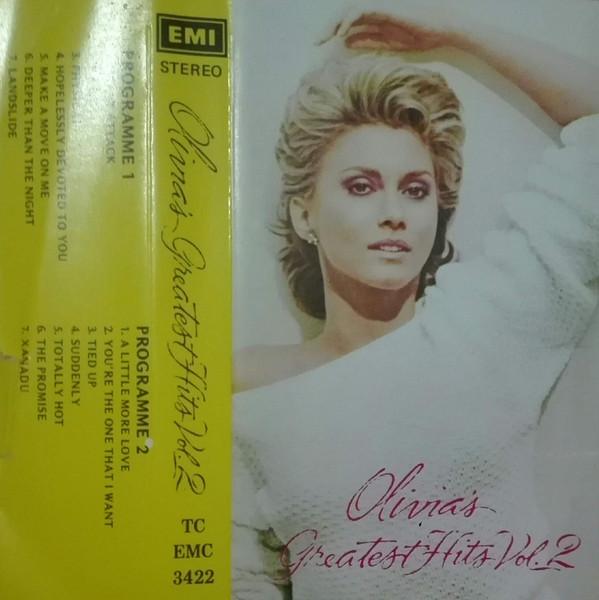 EMI
STEREO
Olivia's Greatest Hits Vol. 2
TC
EMC
3422
PROGRAMME 1
ATTACK
4. HOPELESSLY DEVOTED TO YOU
5. MAKE A MOVE ON ME
6. DEEPER THAN THE NIGHT
7. LANDSLIDE
PROGRAMME 2
1. A LITTLE MORE LOVE
2. YOU'RE THE ONE THAT I WANT
3. TIED UP
4. SUDDENLY
5. TOTALLY HOT
6. THE PROMISE
7. XANADU
Olivia's
Greatest Hits Vol. 2